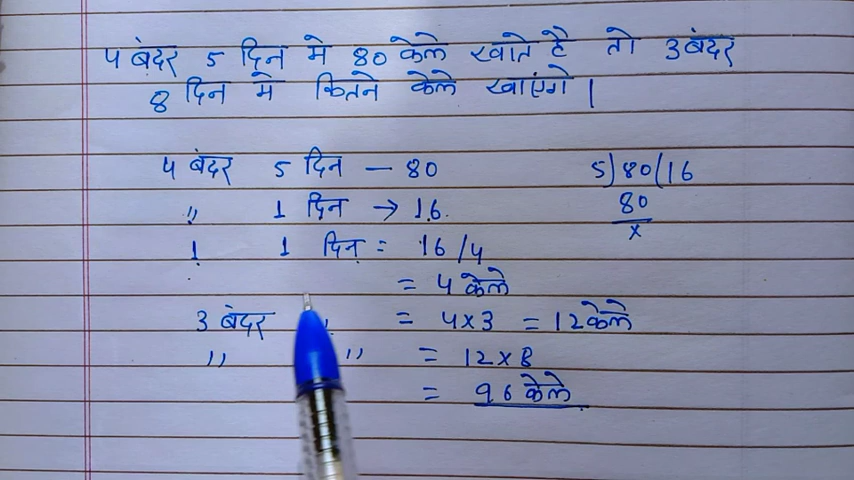 4 बंदर 5 दिन मे 80 केले खाते है तो 3 बंदर
8 दिन मे कितने केले खाएंगे।
4 बंदर 5 दिन — 80
5)80(16
" 1 दिन → 16
80
x
1 1 दिन = 16/4
= 4 केले
3 बंदर " = 4x3 = 12 केले
" " = 12x8
= 96 केले